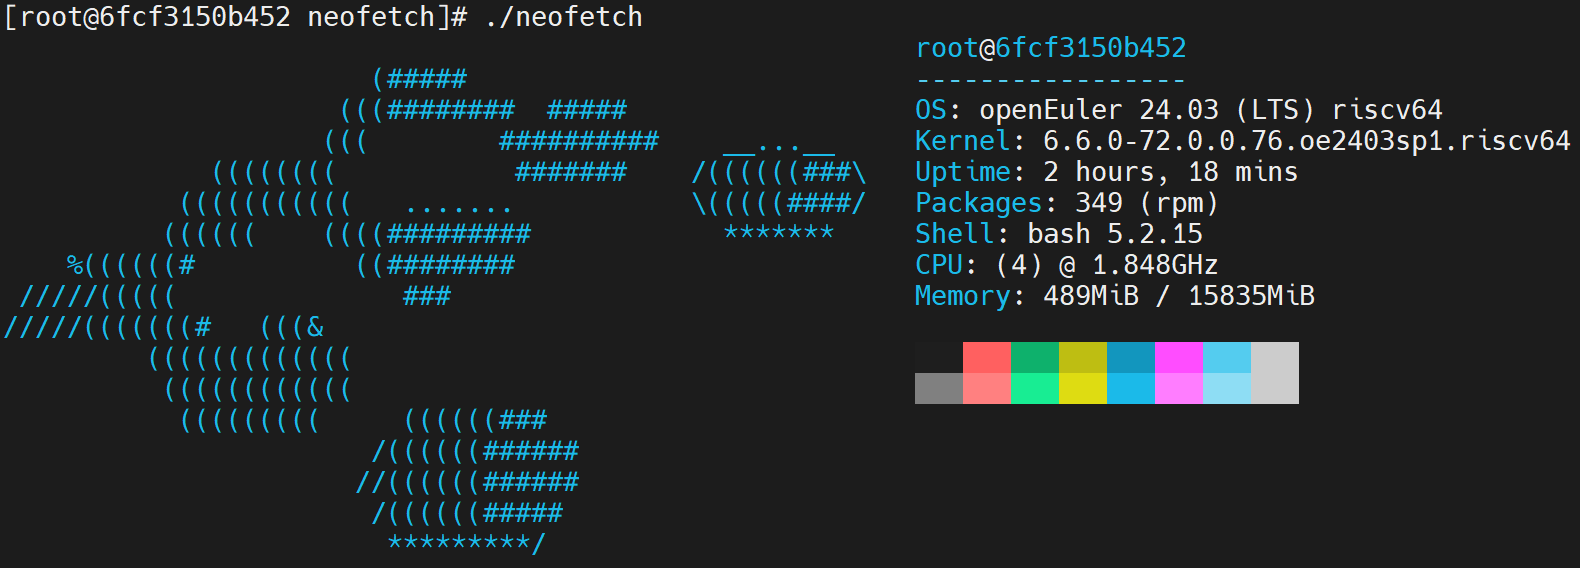 [root@6fcf3150b452 neofetch]# ./neofetch
root@6fcf3150b452
-----------------
OS: openEuler 24.03 (LTS) riscv64
Kernel: 6.6.0-72.0.0.76.oe2403sp1.riscv64
Uptime: 2 hours, 18 mins
Packages: 349 (rpm)
Shell: bash 5.2.15
CPU: (4) @ 1.848GHz
Memory: 489MiB / 15835MiB